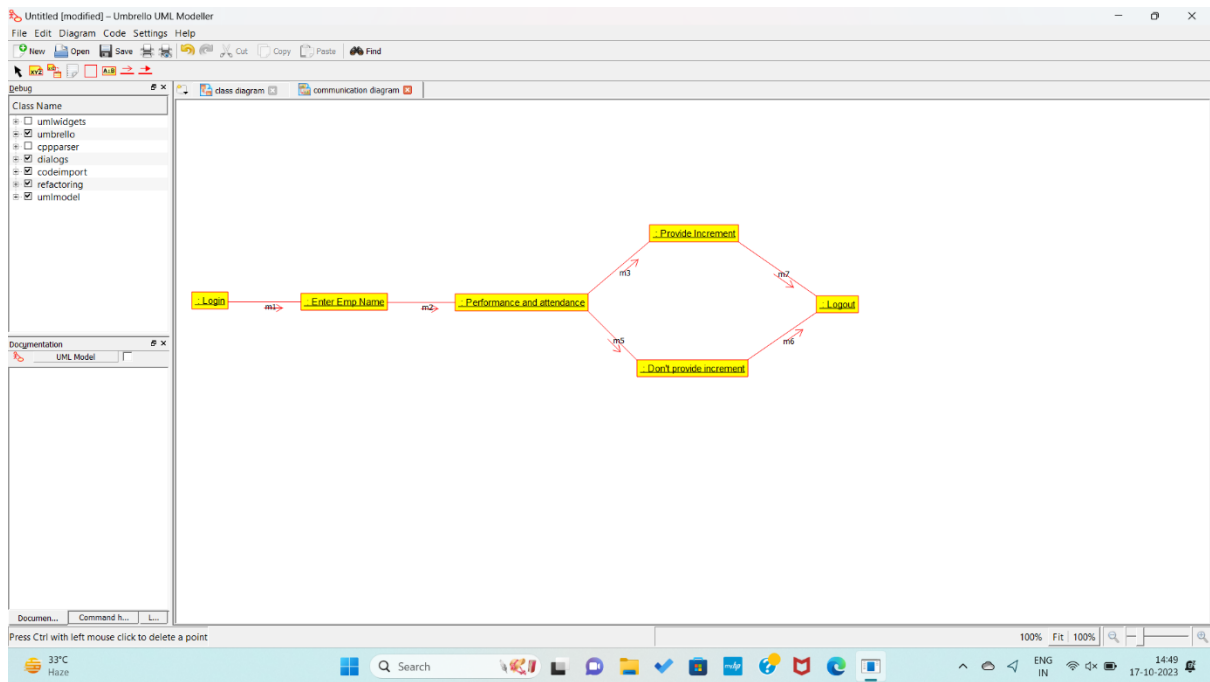 Untitled [modified] – Umbrello UML Modeller
File Edit Diagram Code Settings Help
New Open Save Cut Copy Paste Find
Debug
class diagram communication diagram
Class Name
umlwidgets
umbrello
cppparser
dialogs
codeimport
refactoring
umlmodel
: Provide Increment
m3
m7
: Login
m1
: Enter Emp Name
m2
: Performance and attendance
: Logout
m5
m6
: Don't provide increment
Documentation
UML Model
Documen... Command h... L...
Press Ctrl with left mouse click to delete a point
100% Fit 100%
33°C
Haze
Search
ENG
IN
14:49
17-10-2023